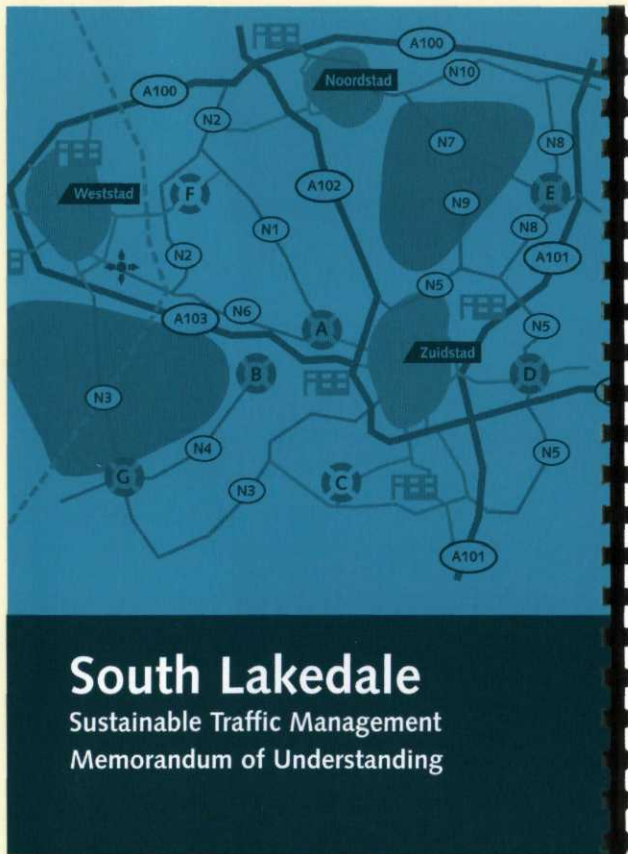 A100
A100
N10
Noordstad
N2
N7
N8
A102
Weststad
F
E
N9
N1
N8
N2
A101
N5
A103
N6
A
N5
Zuidstad
B
D
N3
N4
N5
G
C
N3
A101
South Lakedale
Sustainable Traffic Management
Memorandum of Understanding